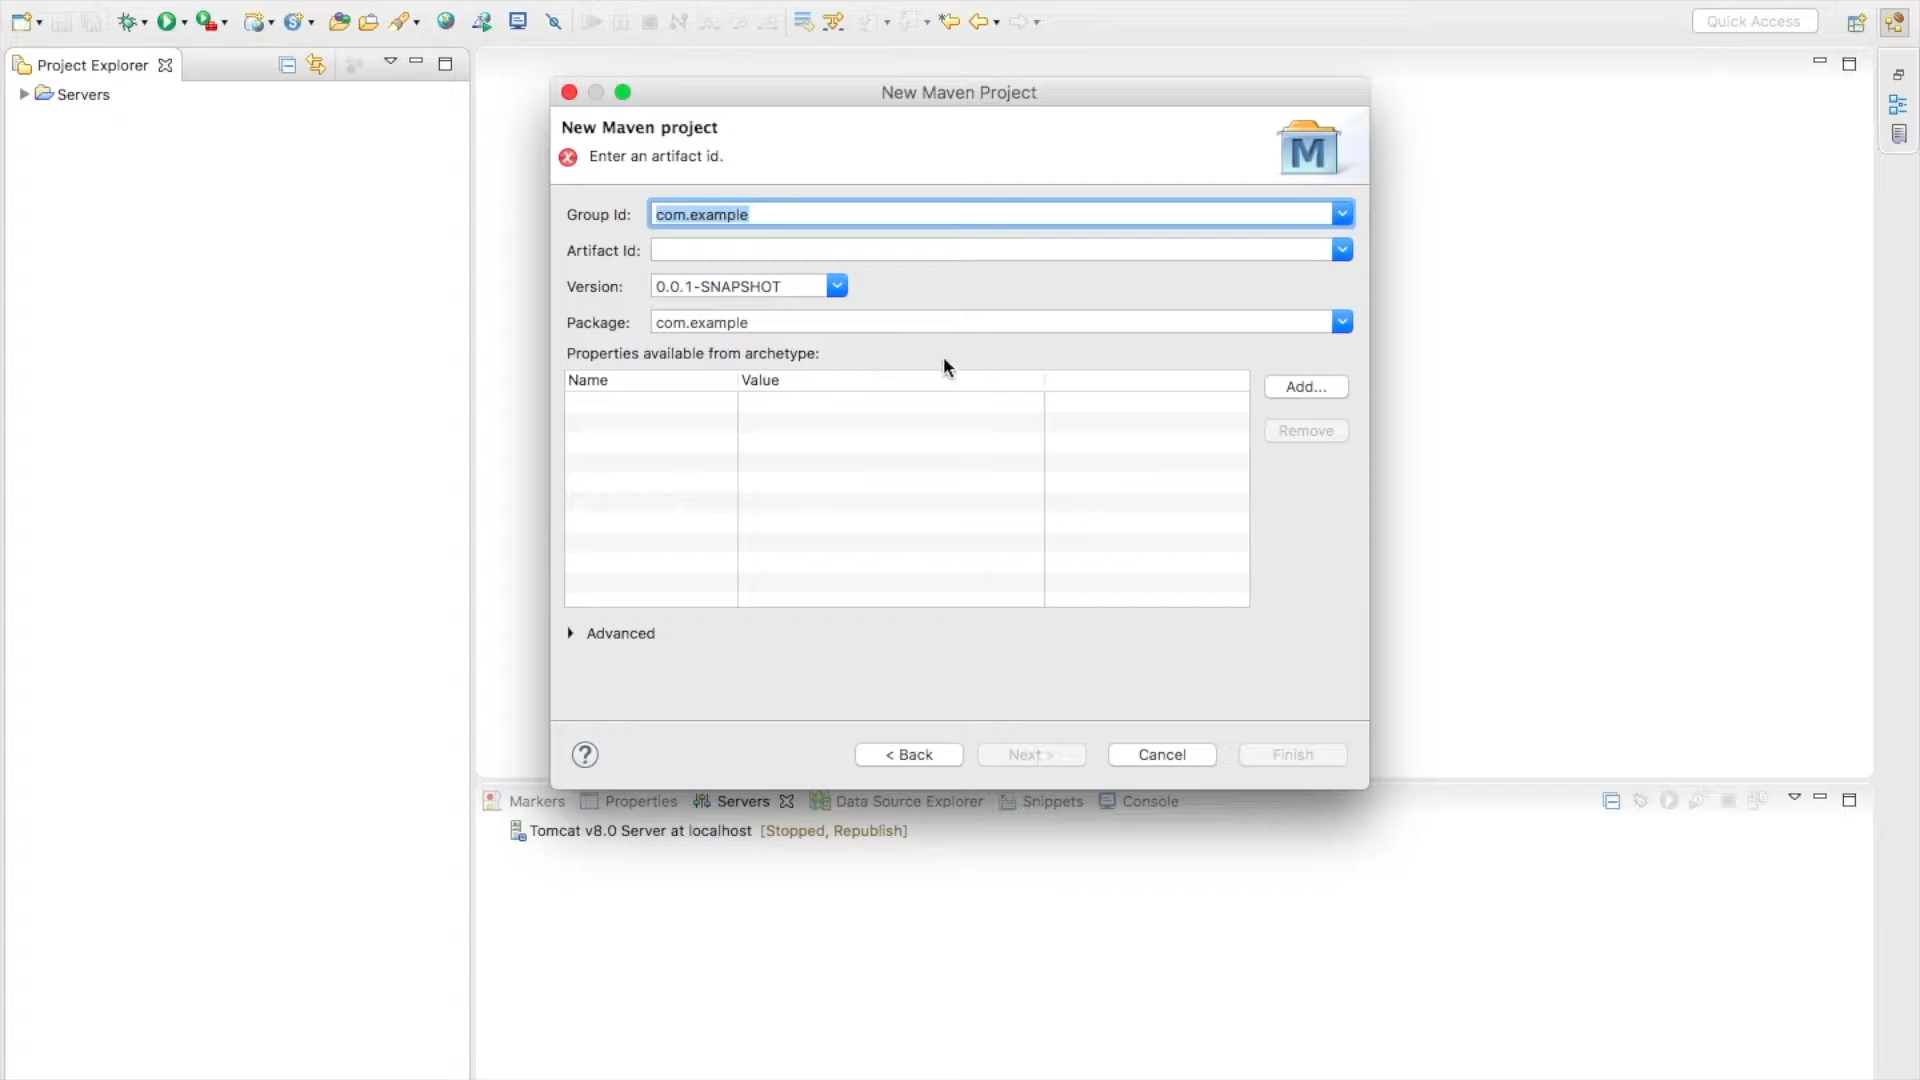 Quick Access
Project Explorer
Servers
New Maven Project
New Maven project
Enter an artifact id.
M
Group Id: com.example
Artifact Id:
Version: 0.0.1-SNAPSHOT
Package: com.example
Properties available from archetype:
Name Value
Add...
Remove
Advanced
? < Back Next > Cancel Finish
Markers Properties Servers Data Source Explorer Snippets Console
Tomcat v8.0 Server at localhost [Stopped, Republish]